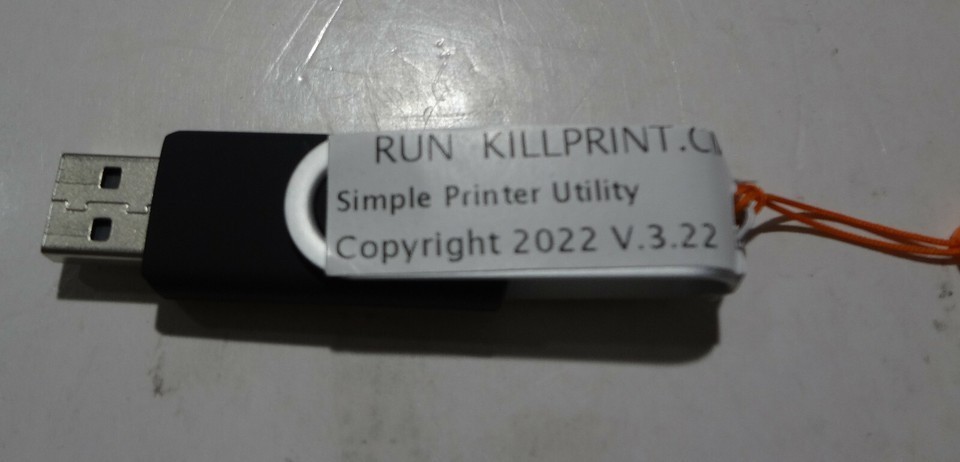 RUN KILLPRINT.
Simple Printer Utility
Copyright 2022 V.3.22